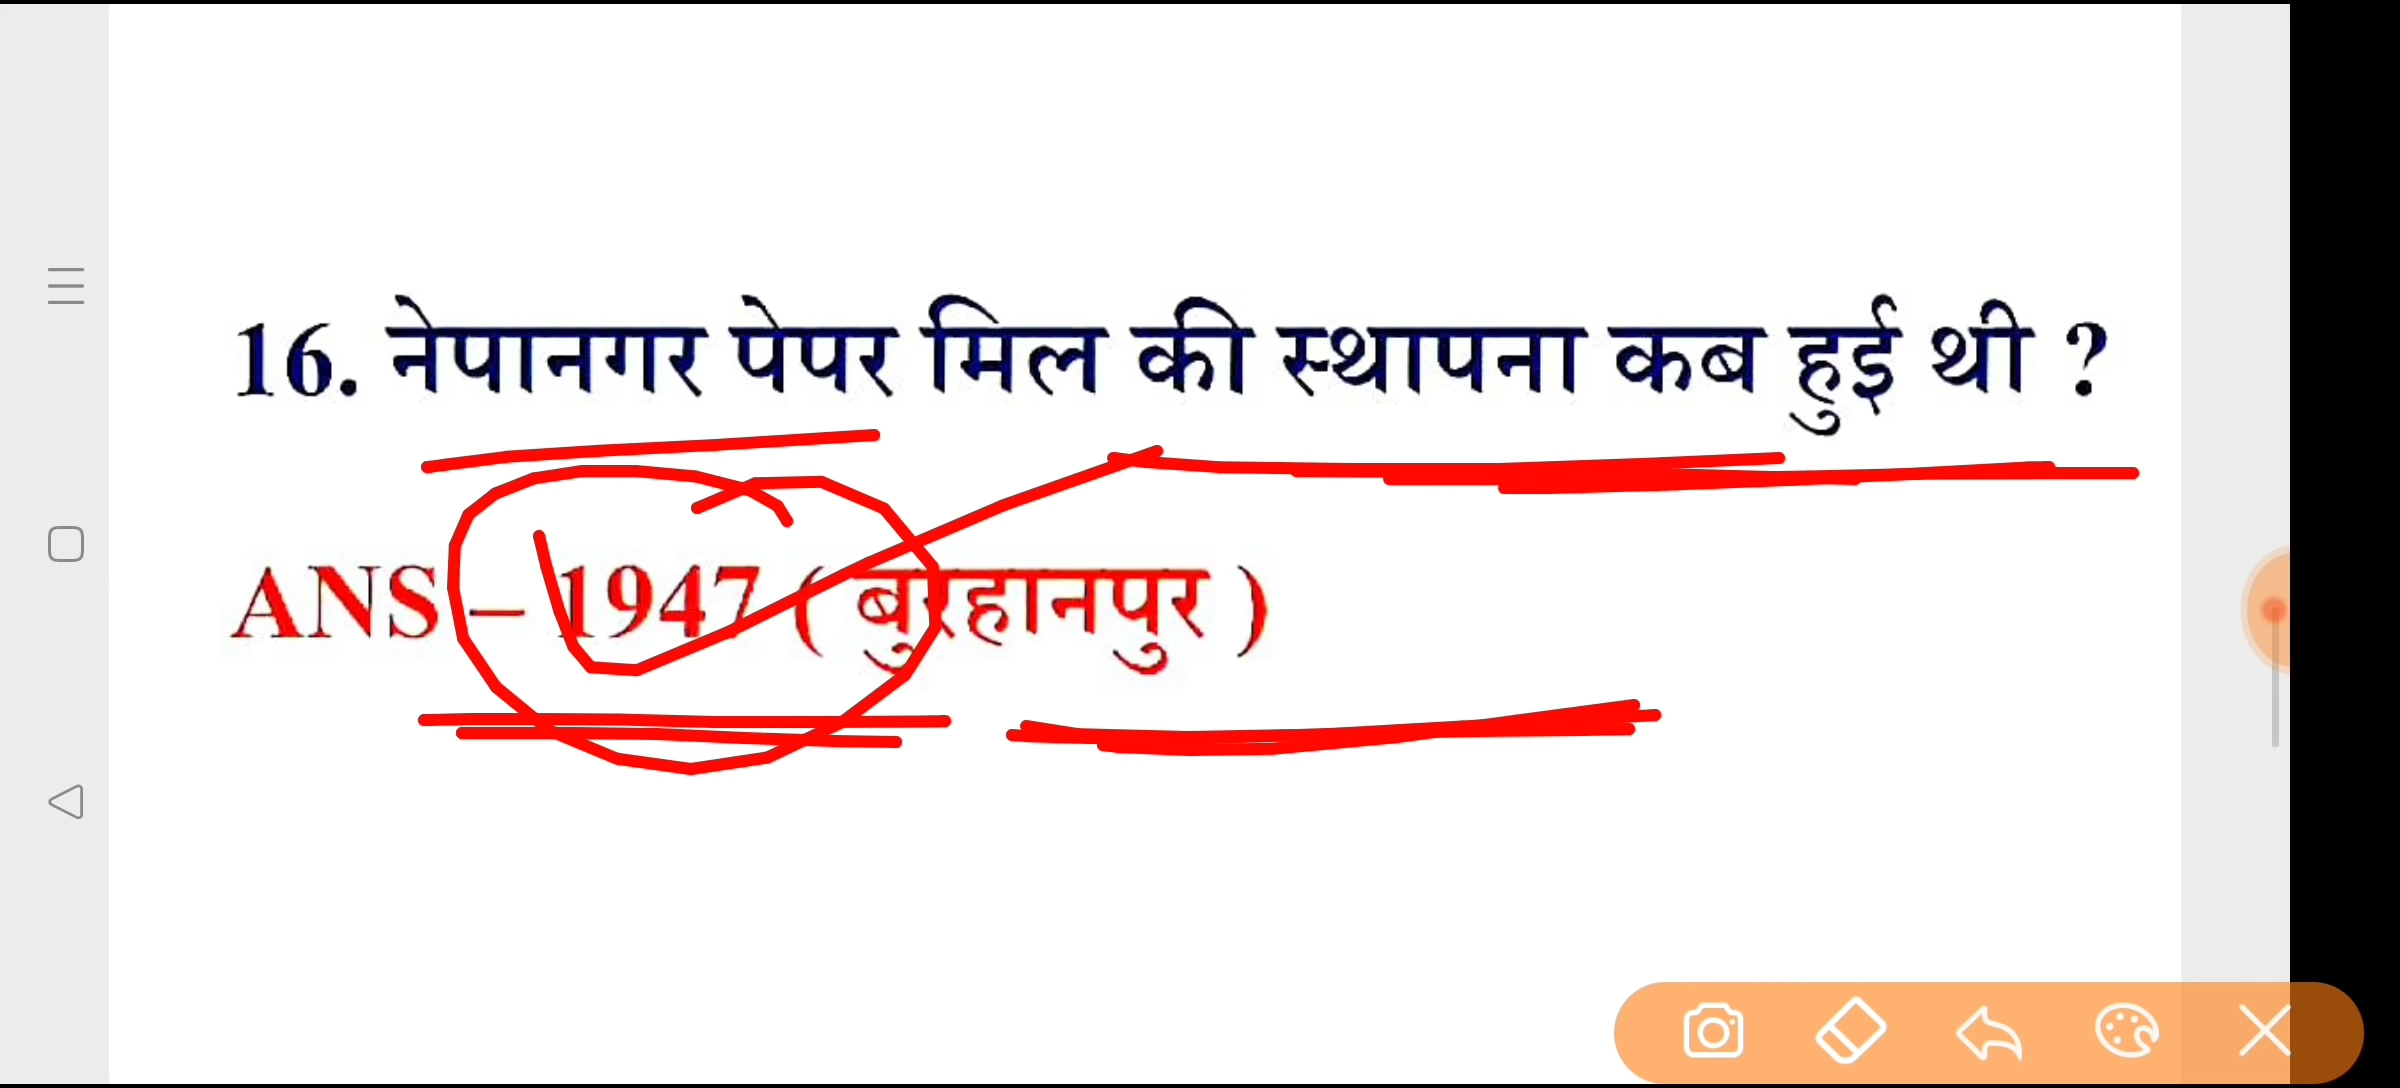 16. नेपानगर पेपर मिल की स्थापना कब हुई थी ?
ANS – 1947 ( बुरहानपुर )